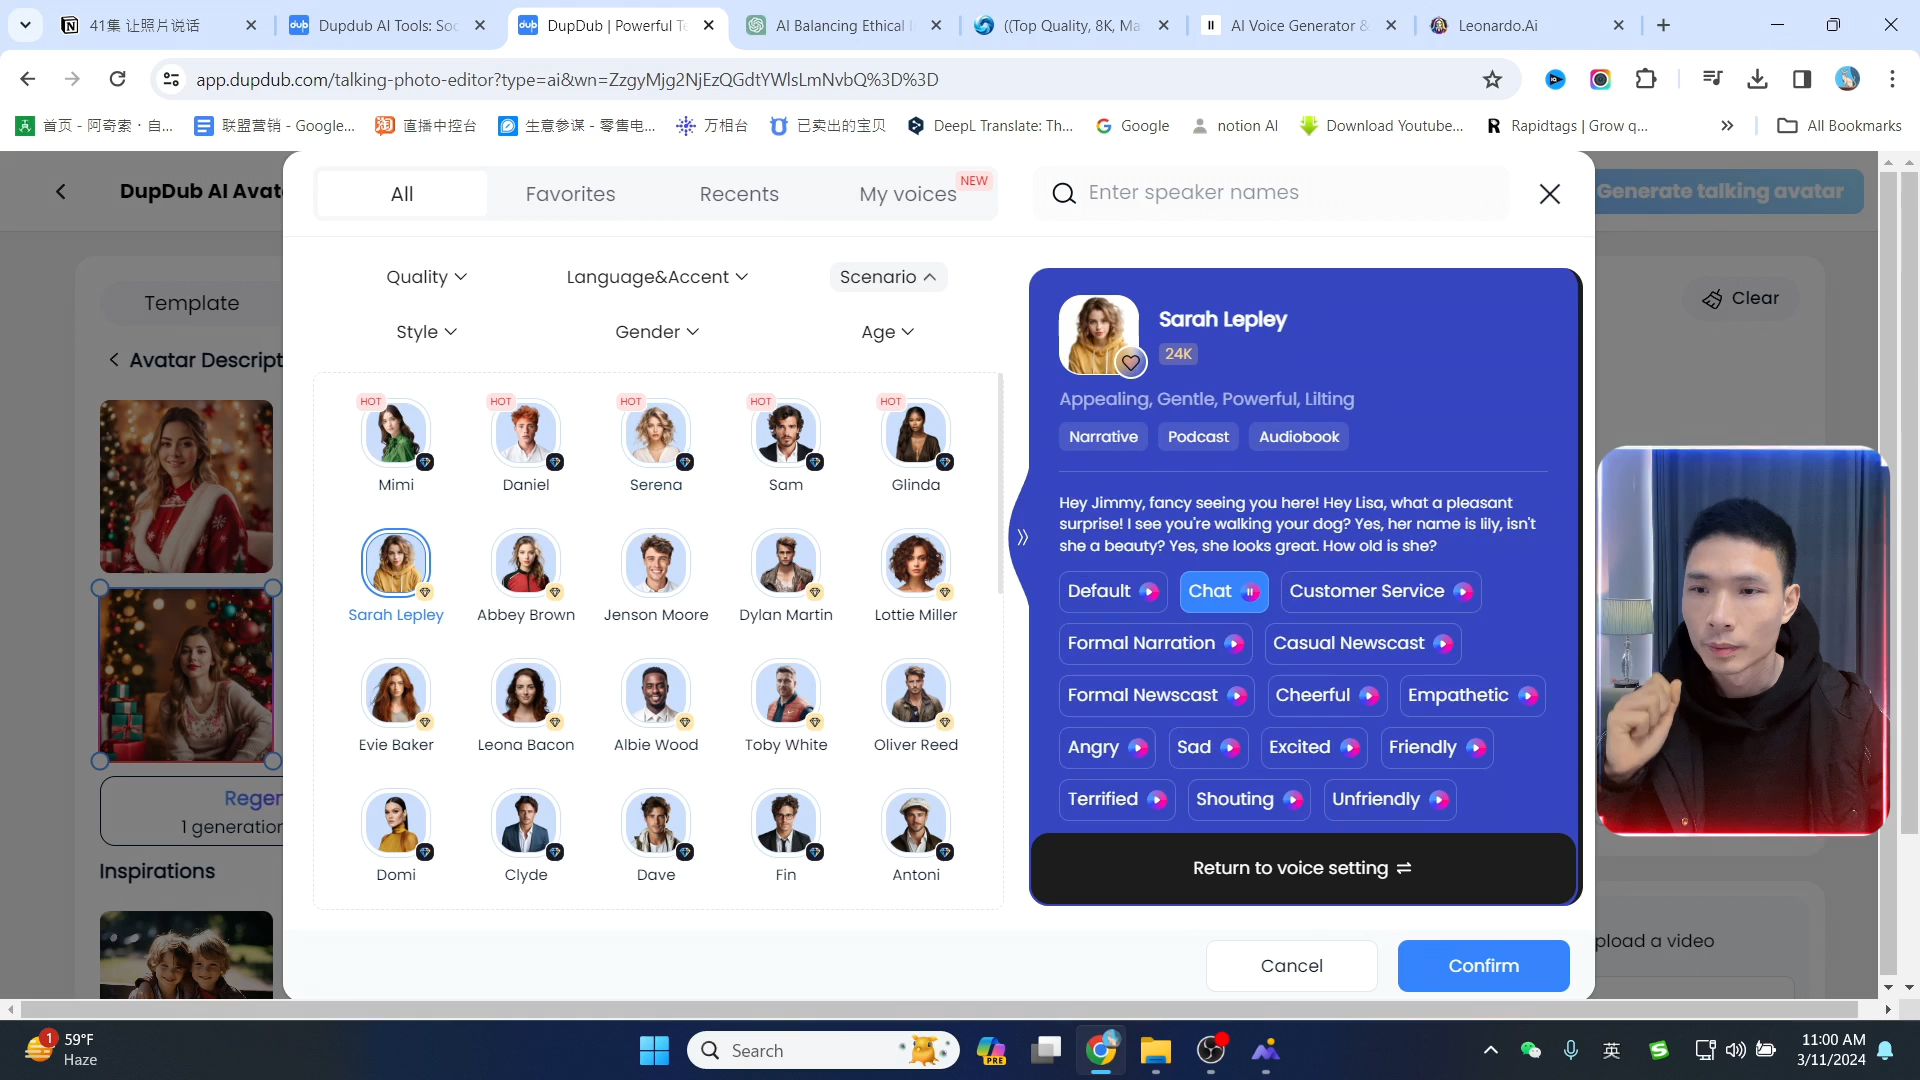 41集 让照片说话
Dupdub AI Tools: Soc
DupDub | Powerful Te
AI Balancing Ethical I
((Top Quality, 8K, Ma
AI Voice Generator &
Leonardo.Ai
app.dupdub.com/talking-photo-editor?type=ai&wn=ZzgyMjg2NjEzQGdtYWlsLmNvbQ%3D%3D
首页 - 阿奇索 · 自...
联盟营销 - Google...
直播中控台
生意参谋 - 零售电...
万相台
已卖出的宝贝
DeepL Translate: Th...
Google
notion AI
Download Youtube...
Rapidtags | Grow q...
All Bookmarks
DupDub AI Avat
Generate talking avatar
All
Favorites
Recents
My voices
NEW
Enter speaker names
Template
Clear
Avatar Descript
Quality
Language&Accent
Scenario
Style
Gender
Age
HOT
HOT
HOT
HOT
HOT
Mimi
Daniel
Serena
Sam
Glinda
Sarah Lepley
Abbey Brown
Jenson Moore
Dylan Martin
Lottie Miller
Evie Baker
Leona Bacon
Albie Wood
Toby White
Oliver Reed
Domi
Clyde
Dave
Fin
Antoni
Regen
1 generation
Inspirations
Sarah Lepley
24K
Appealing, Gentle, Powerful, Lilting
Narrative
Podcast
Audiobook
Hey Jimmy, fancy seeing you here! Hey Lisa, what a pleasant
surprise! I see you're walking your dog? Yes, her name is lily, isn't
she a beauty? Yes, she looks great. How old is she?
Default
Chat
Customer Service
Formal Narration
Casual Newscast
Formal Newscast
Cheerful
Empathetic
Angry
Sad
Excited
Friendly
Terrified
Shouting
Unfriendly
Return to voice setting
pload a video
Cancel
Confirm
1
59°F
Haze
Search
PRE
英
11:00 AM
3/11/2024